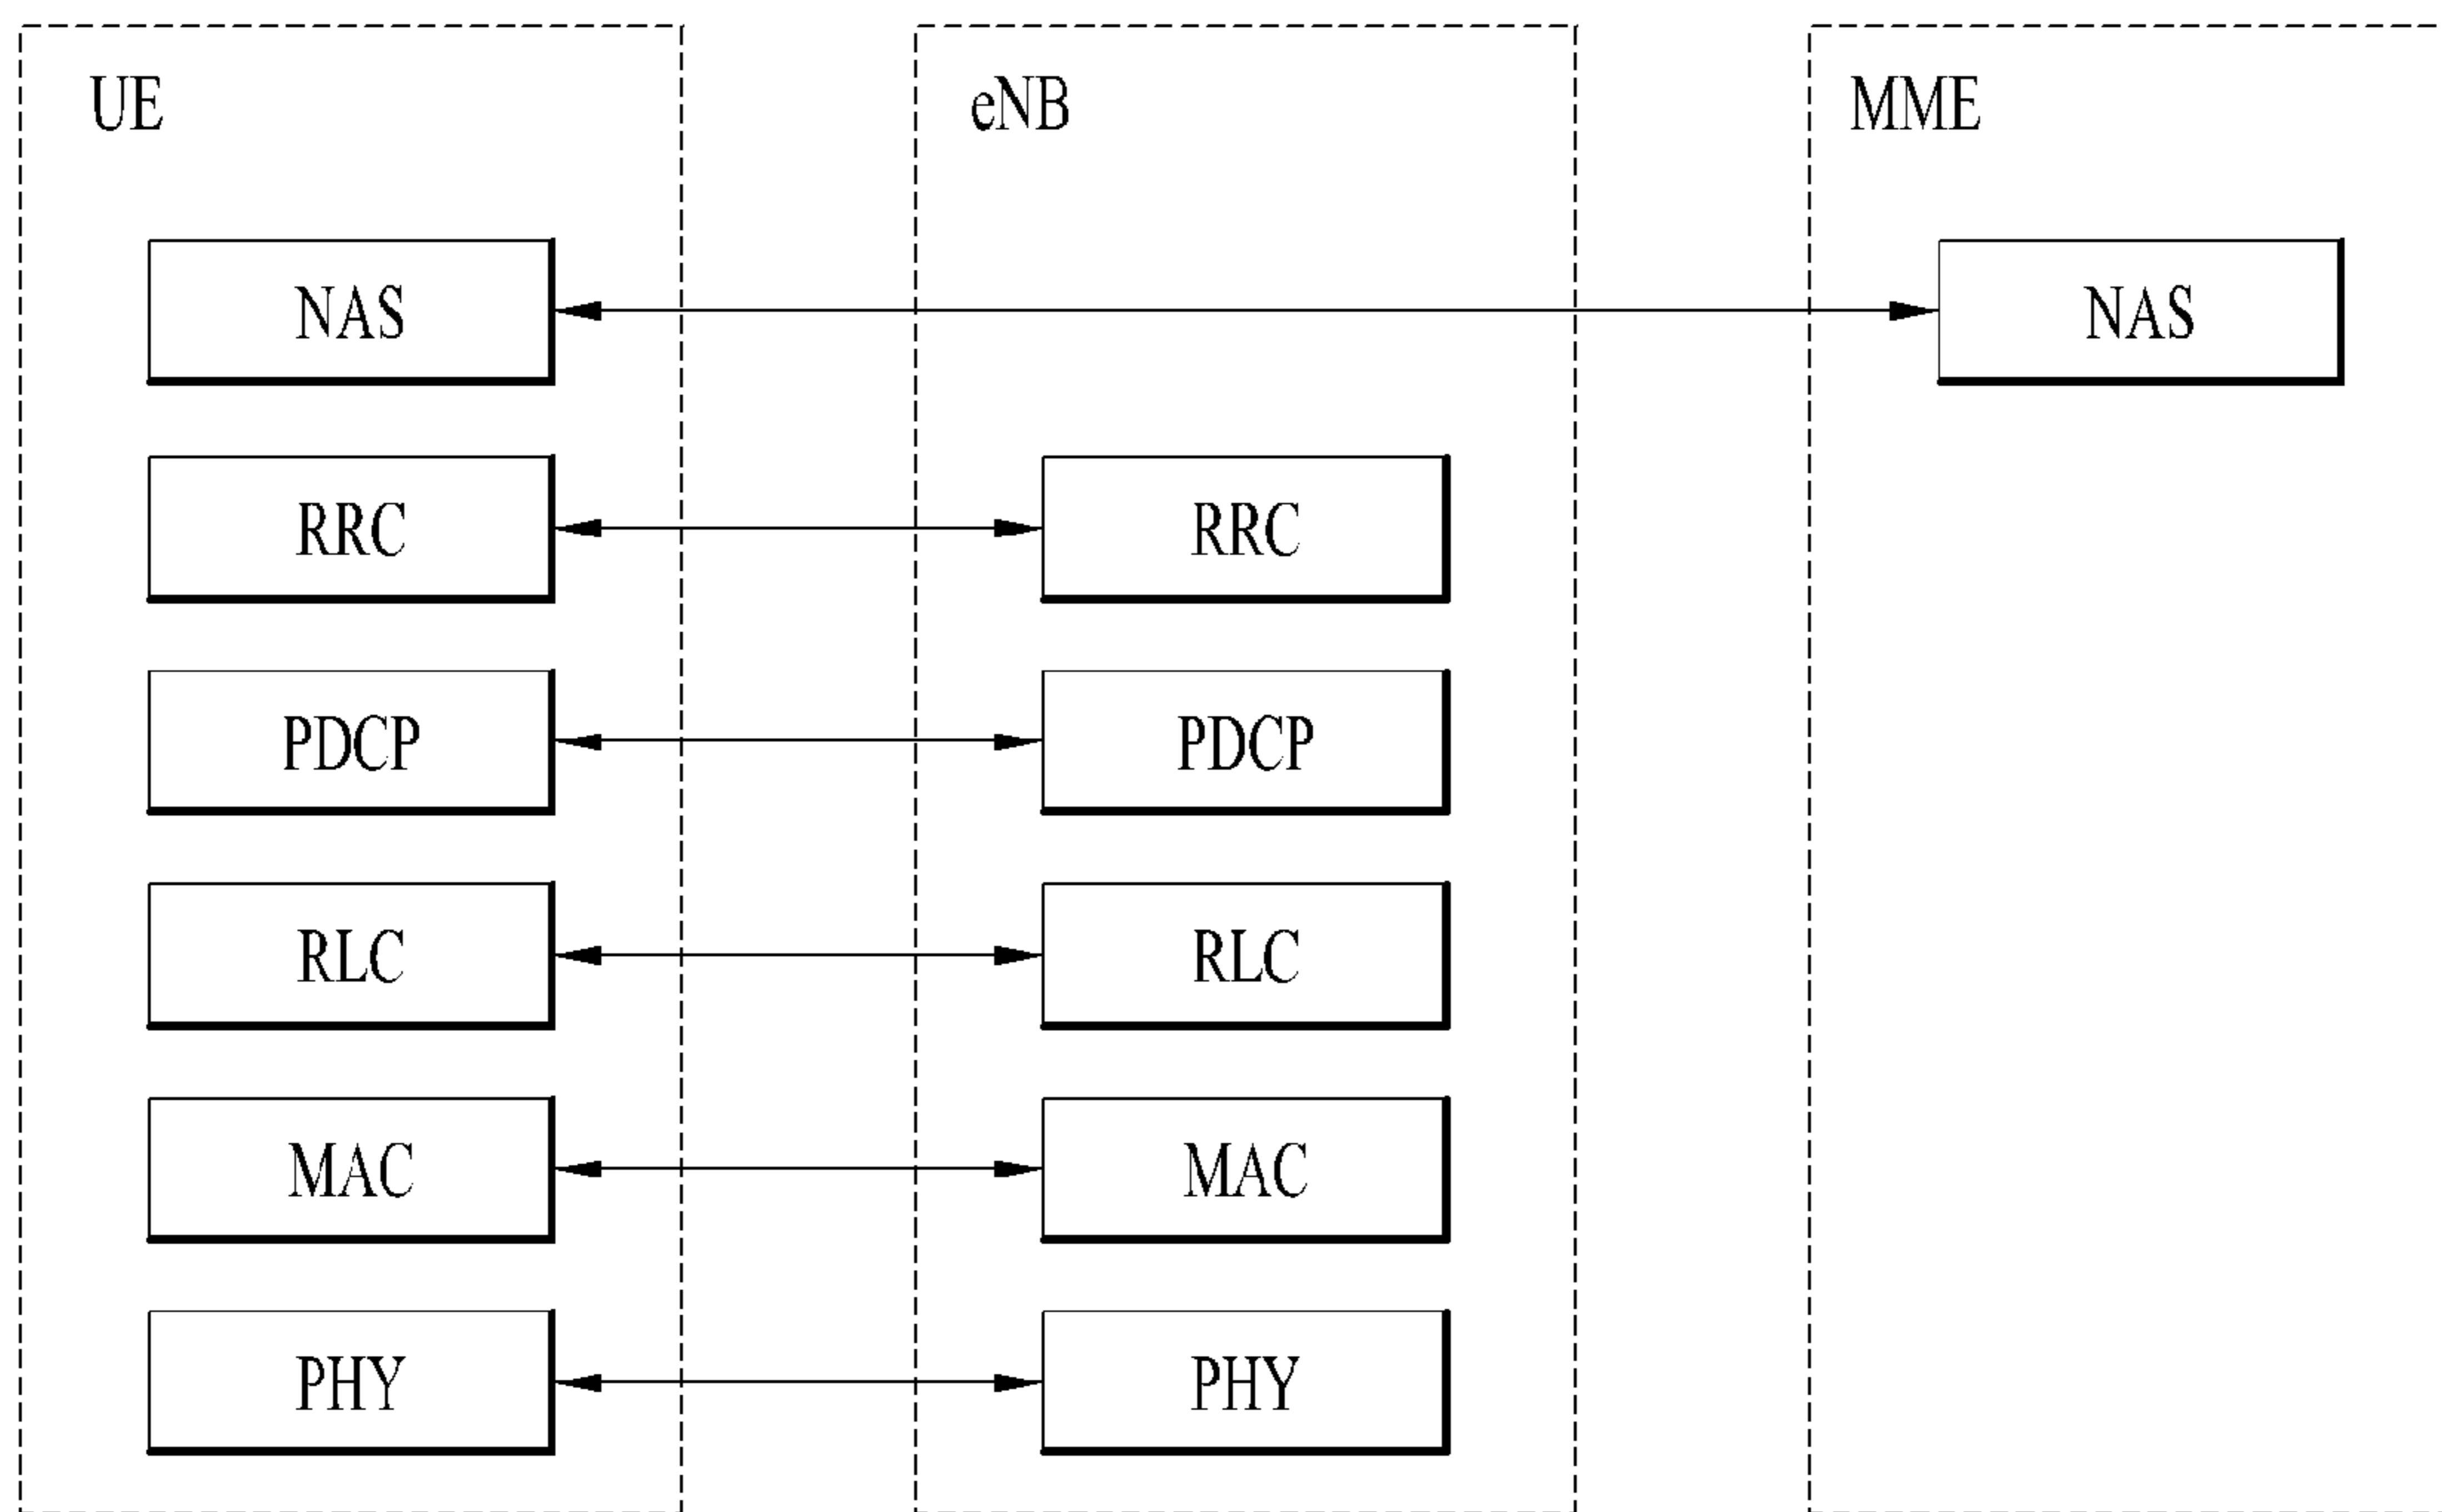 UE eNB MME
NAS NAS
RRC RRC
PDCP PDCP
RLC RLC
MAC MAC
PHY PHY